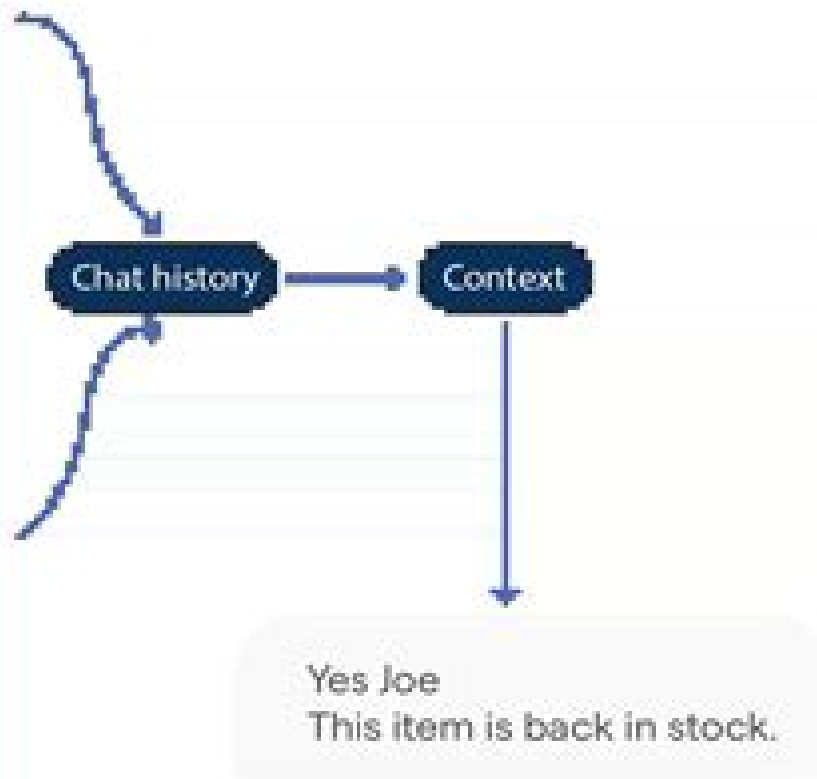 Chat history
Context
Yes Joe
This item is back in stock.